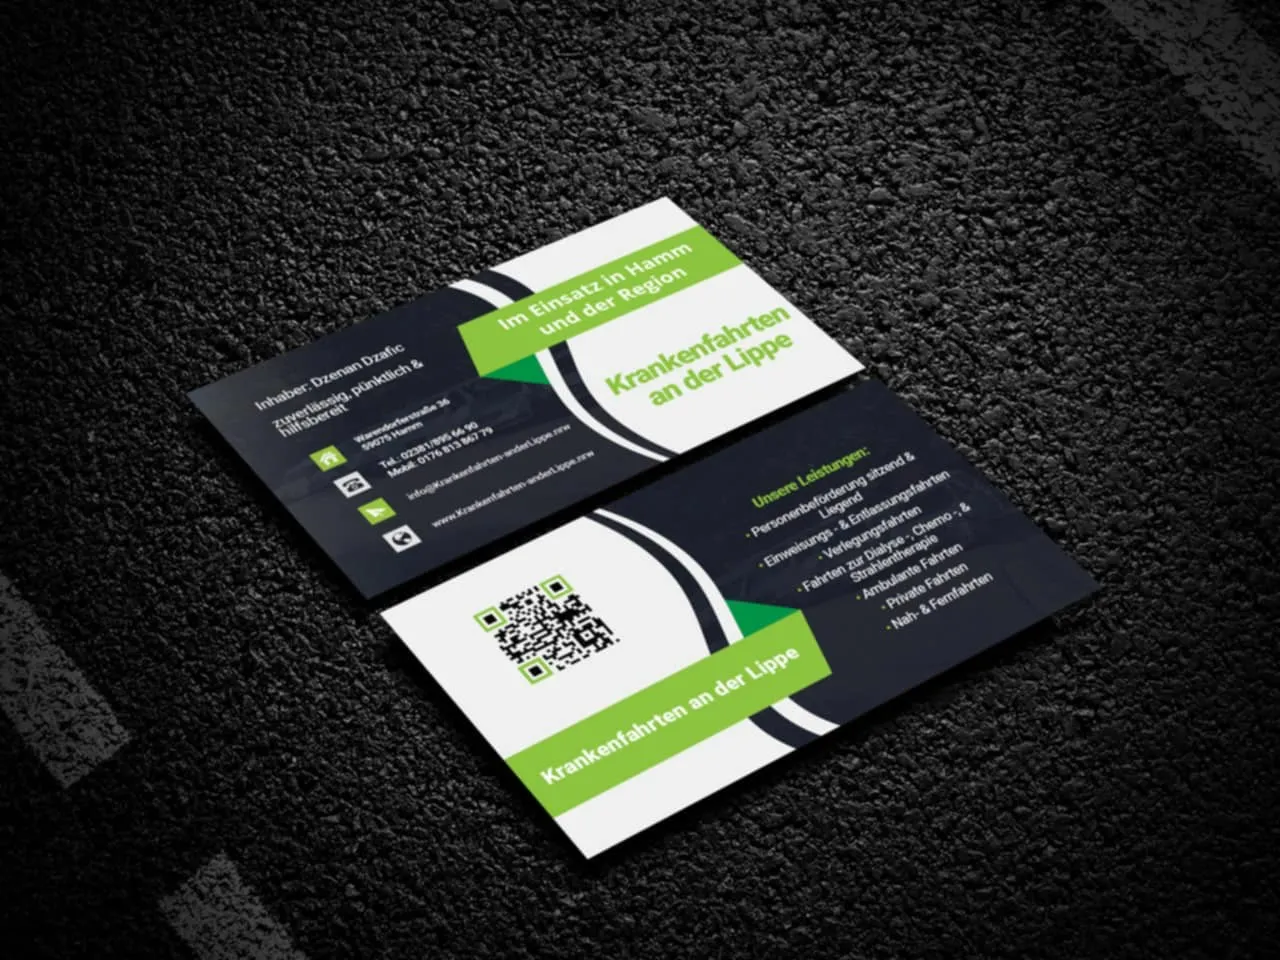 Im Einsatz in Hamm
und der Region
Krankenfahrten
an der Lippe
Inhaber: Dzenan Dzafic
zuverlässig, pünktlich &
hilfsbereit
Warendorferstraße 36
59075 Hamm
Tel.: 02381/895 66 90
Mobil: 0176 813 867 79
info@Krankenfahrten-anderLippe.nrw
www.Krankenfahrten-anderLippe.nrw
Unsere Leistungen:
• Personenbeförderung sitzend &
Liegend
• Einweisungs - & Entlassungsfahrten
• Verlegungsfahrten
• Fahrten zur Dialyse -, Chemo -, &
Strahlentherapie
• Ambulante Fahrten
• Private Fahrten
• Nah- & Fernfahrten
Krankenfahrten an der Lippe